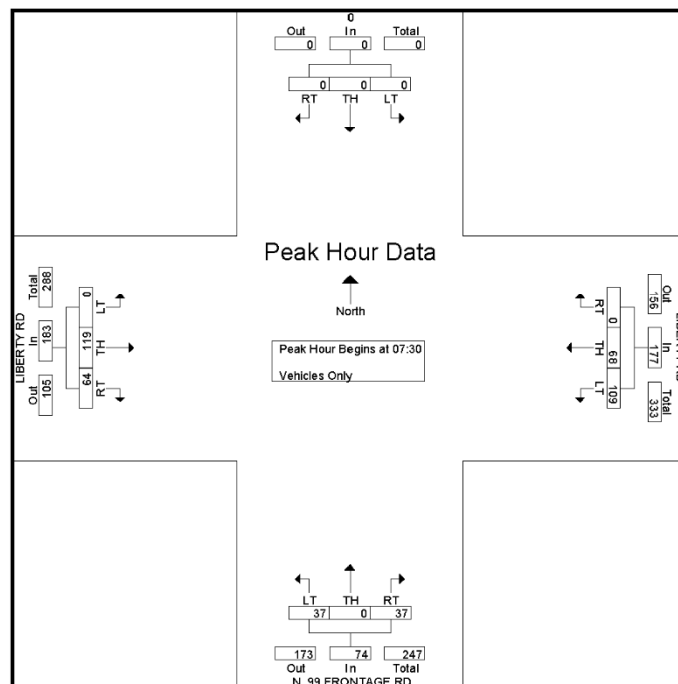 0
Out In Total
0 0 0
0 0 0
RT TH LT
Peak Hour Data
North
Peak Hour Begins at 07:30
Vehicles Only
LIBERTY RD
Total In Out
288 183 105
0 119 64
LT TH RT
RT TH LT
0 68 109
156 177 333
Out In Total
LT TH RT
37 0 37
173 74 247
Out In Total
N. 99 FRONTAGE RD